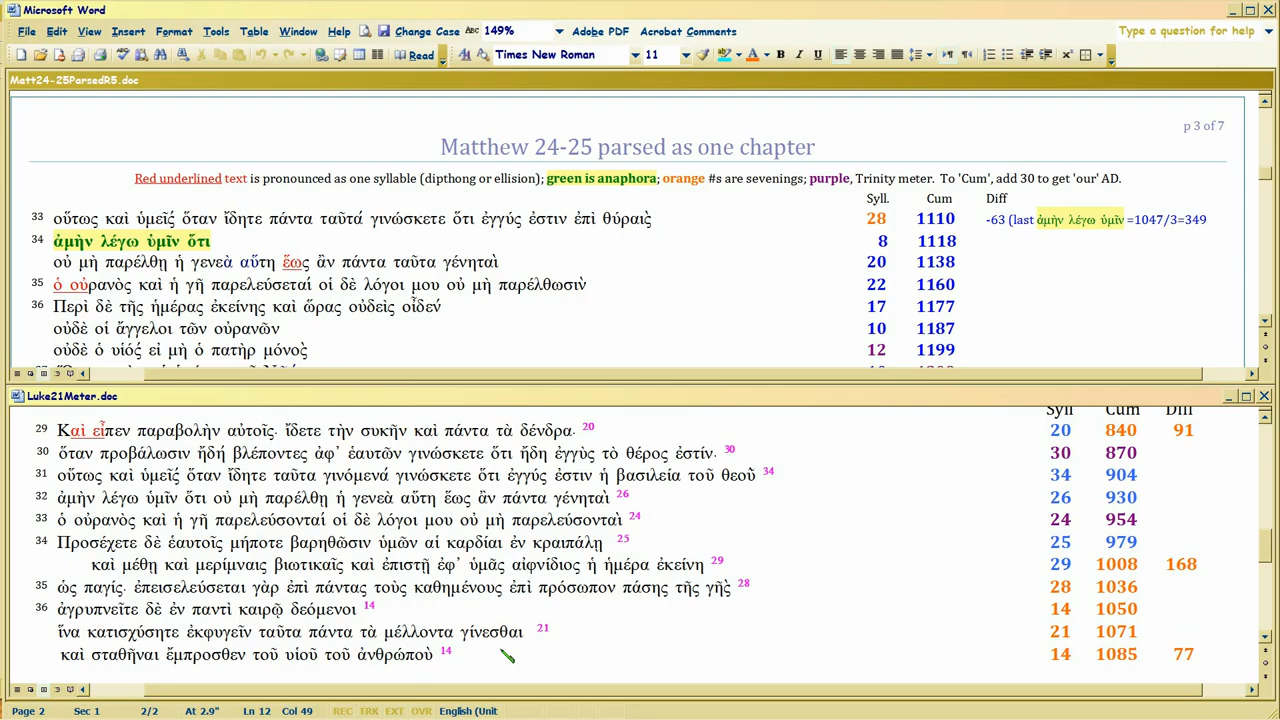 Microsoft Word
File Edit View Insert Format Tools Table Window Help Change Case ABC 149% Adobe PDF Acrobat Comments Type a question for help
Read Times New Roman 11 B I U
Matt24-25ParsedR5.doc
p 3 of 7
Matthew 24-25 parsed as one chapter
Red underlined text is pronounced as one syllable (dipthong or ellision); green is anaphora; orange #s are sevenings; purple, Trinity meter. To 'Cum', add 30 to get 'our' AD.
Syll. Cum Diff
33 οὕτως καὶ ὑμεῖς ὅταν ἴδητε πάντα ταῦτά γινώσκετε ὅτι ἐγγύς ἐστιν ἐπὶ θύραις 28 1110 -63 (last ἀμὴν λέγω ὑμῖν =1047/3=349
34 ἀμὴν λέγω ὑμῖν ὅτι 8 1118
οὐ μὴ παρέλθῃ ἡ γενεὰ αὕτη ἕως ἂν πάντα ταῦτα γένηταὶ 20 1138
35 ὁ οὐρανὸς καὶ ἡ γῆ παρελεύσεταί οἱ δὲ λόγοι μου οὐ μὴ παρέλθωσιν 22 1160
36 Περὶ δὲ τῆς ἡμέρας ἐκείνης καὶ ὥρας οὐδεὶς οἶδεν 17 1177
οὐδὲ οἱ ἄγγελοι τῶν οὐρανῶν 10 1187
οὐδὲ ὁ υἱός εἰ μὴ ὁ πατὴρ μόνος 12 1199
Luke21Meter.doc
Syll Cum Diff
29 Καὶ εἶπεν παραβολὴν αὐτοῖς· ἴδετε τὴν συκῆν καὶ πάντα τὰ δένδρα. 20 20 840 91
30 ὅταν προβάλωσιν ἤδή βλέποντες ἀφ᾽ ἑαυτῶν γινώσκετε ὅτι ἤδη ἐγγὺς τὸ θέρος ἐστίν. 30 30 870
31 οὕτως καὶ ὑμεῖς ὅταν ἴδητε ταῦτα γινόμενά γινώσκετε ὅτι ἐγγύς ἐστιν ἡ βασιλεία τοῦ θεοῦ 34 34 904
32 ἀμὴν λέγω ὑμῖν ὅτι οὐ μὴ παρέλθῃ ἡ γενεὰ αὕτη ἕως ἂν πάντα γένηταὶ 26 26 930
33 ὁ οὐρανὸς καὶ ἡ γῆ παρελεύσονταί οἱ δὲ λόγοι μου οὐ μὴ παρελεύσονταὶ 24 24 954
34 Προσέχετε δὲ ἑαυτοῖς μήποτε βαρηθῶσιν ὑμῶν αἱ καρδίαι ἐν κραιπάλῃ 25 25 979
καὶ μέθῃ καὶ μερίμναις βιωτικαῖς καὶ ἐπιστῇ ἐφ᾽ ὑμᾶς αἰφνίδιος ἡ ἡμέρα ἐκείνη 29 29 1008 168
35 ὡς παγίς· ἐπεισελεύσεται γὰρ ἐπὶ πάντας τοὺς καθημένους ἐπὶ πρόσωπον πάσης τῆς γῆς 28 28 1036
36 ἀγρυπνεῖτε δὲ ἐν παντὶ καιρῷ δεόμενοι 14 14 1050
ἵνα κατισχύσητε ἐκφυγεῖν ταῦτα πάντα τὰ μέλλοντα γίνεσθαι 21 21 1071
καὶ σταθῆναι ἔμπροσθεν τοῦ υἱοῦ τοῦ ἀνθρώποὺ 14 14 1085 77
Page 2 Sec 1 2/2 At 2.9" Ln 12 Col 49 REC TRK EXT OVR English (Unit